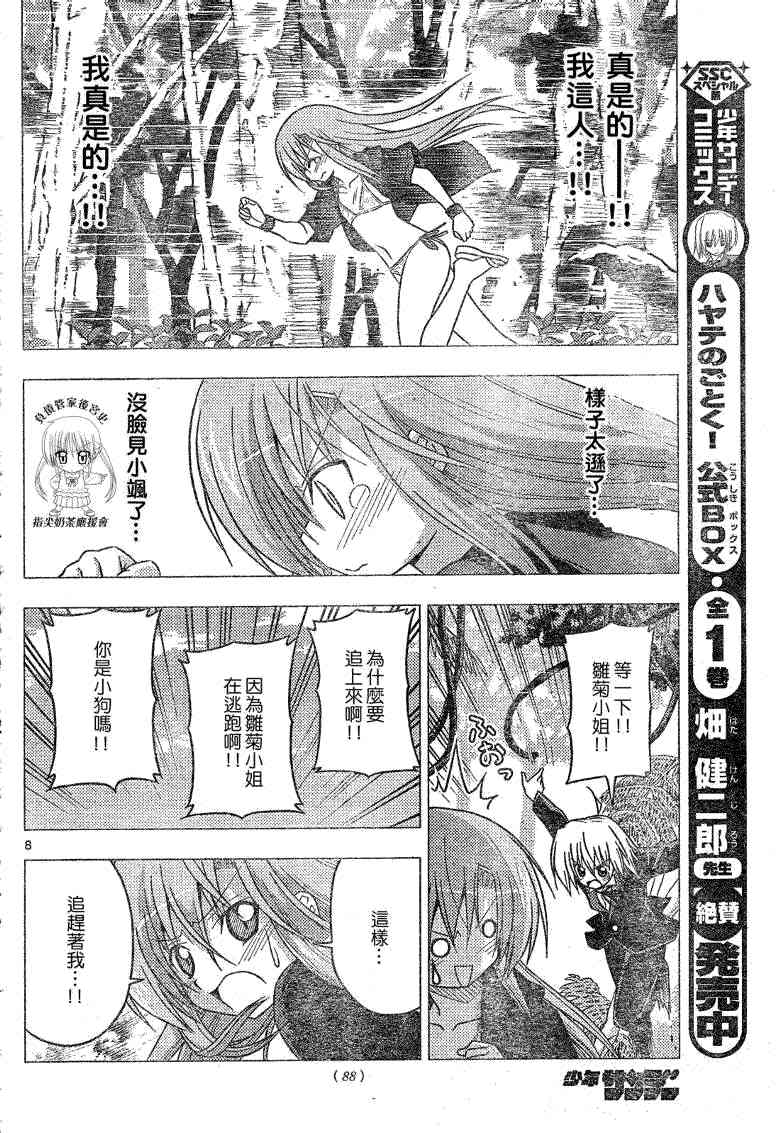 真是的——!!
我這人…!!
我真是的…!!
樣子太遜了…
沒臉見小颯了…
負債管家後宮史
指尖奶茶應援會
等一下!!
雛菊小姐!!
ふおっ
為什麼要
追上來啊!!
因為雛菊小姐
在逃跑啊!!
你是小狗嗎!!
這樣…
追趕著我…!!
8
(88)
少年サンデー
SSC
スペシャル
少年サンデー
コミックス
ハヤテのごとく!
公式BOX・全1巻
こうしき ボックス
畑 健二郎先生
はた けんじろう
【絶賛
発売中